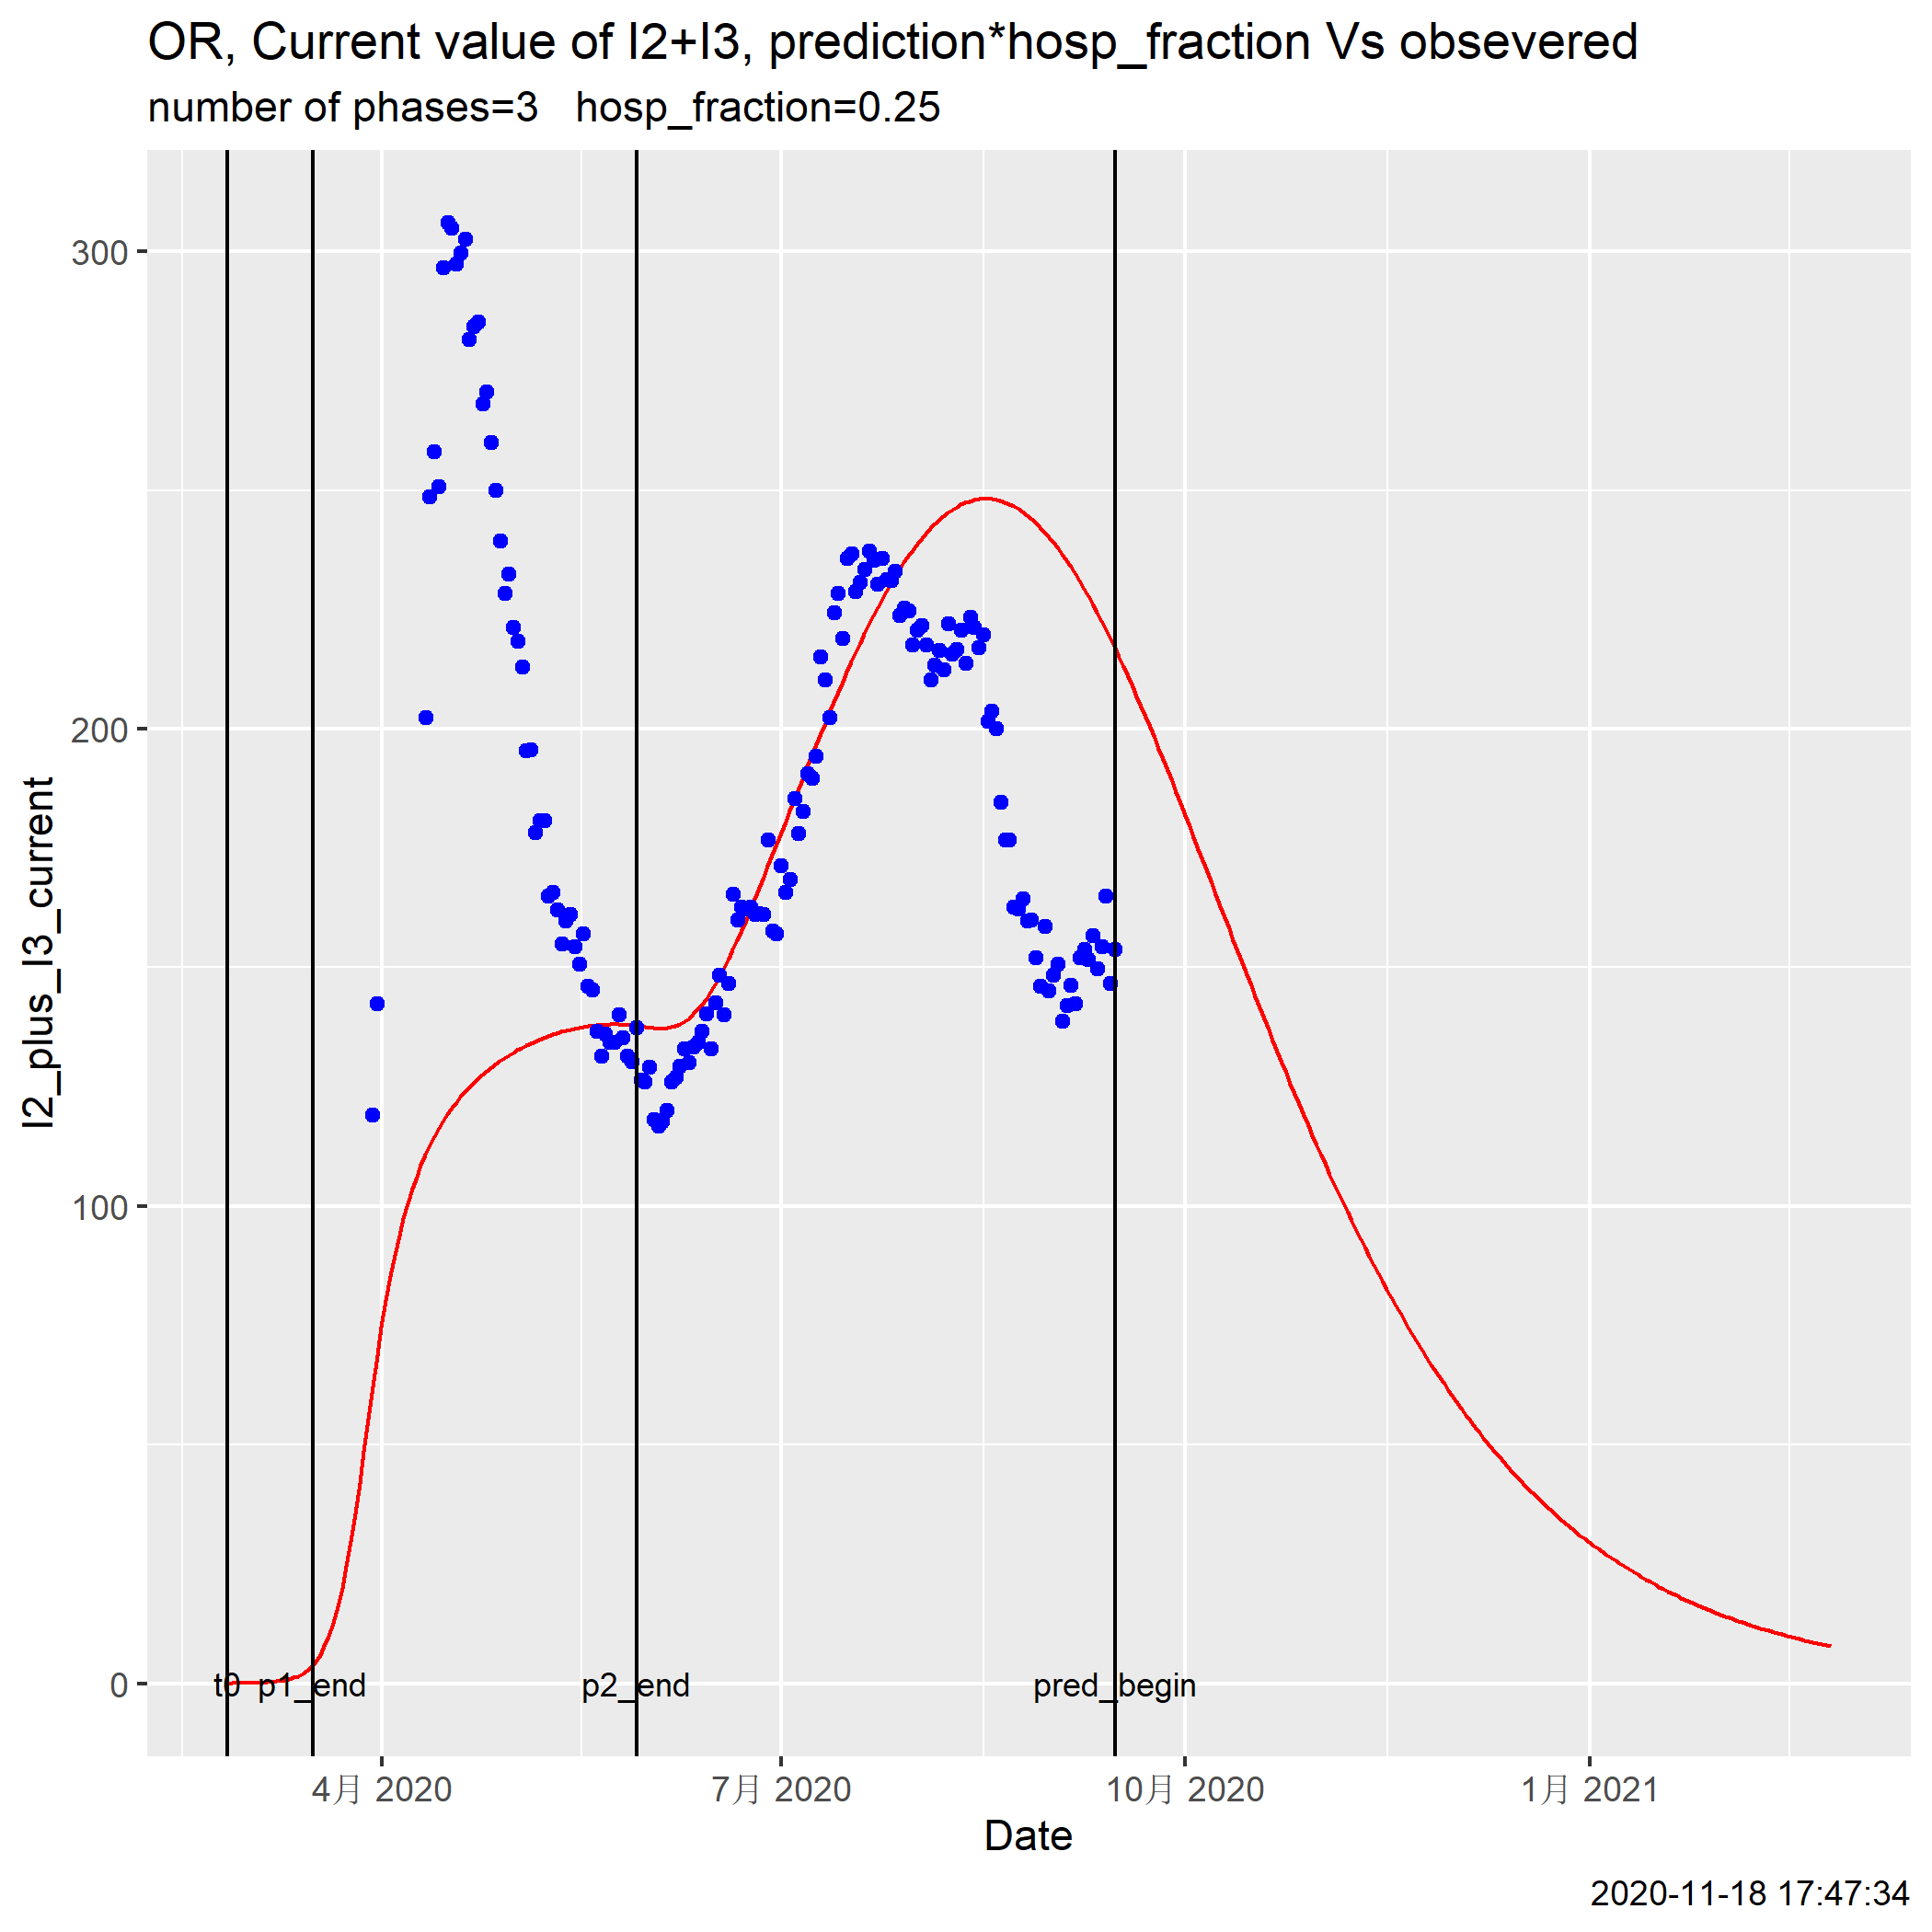 OR, Current value of I2+I3, prediction*hosp_fraction Vs obsevered
number of phases=3   hosp_fraction=0.25
I2_plus_I3_current
300
200
100
0
t0 p1_end p2_end pred_begin
4月 2020 7月 2020 10月 2020 1月 2021
Date
2020-11-18 17:47:34